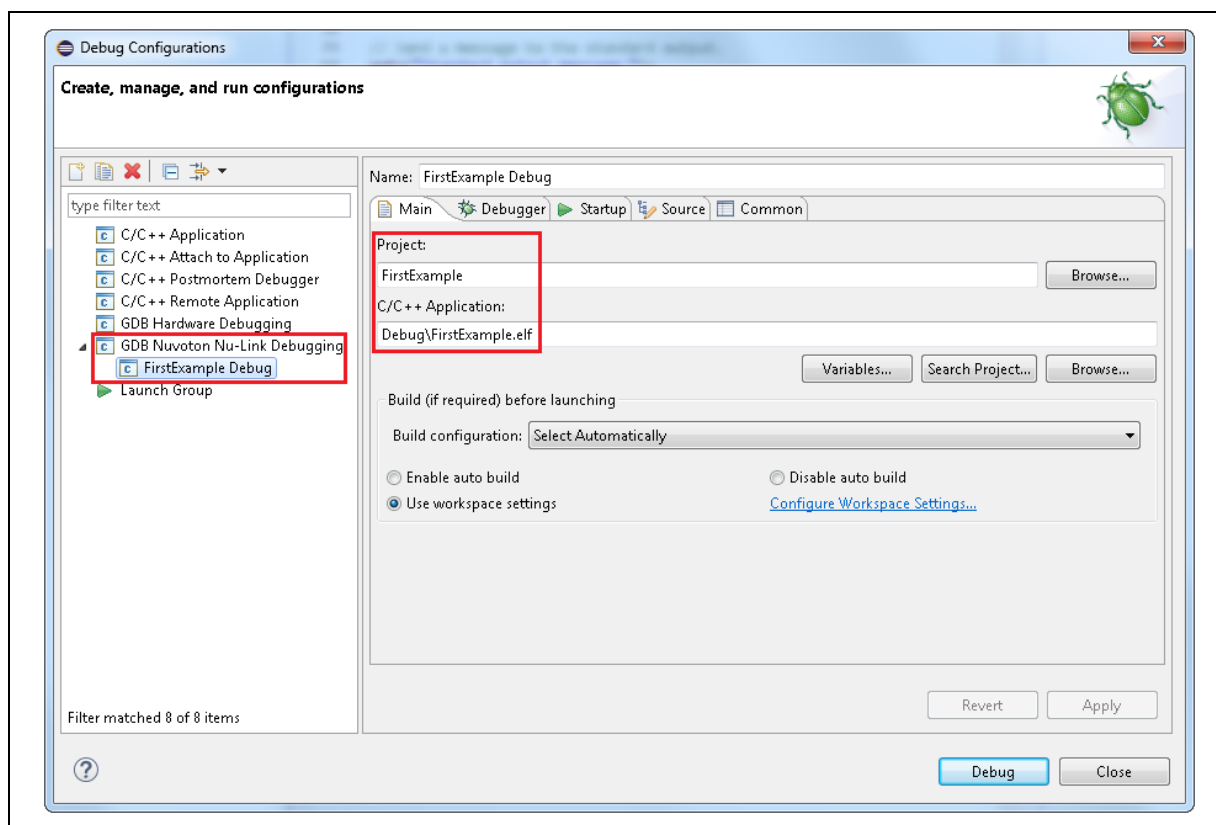 Debug Configurations
Create, manage, and run configurations
type filter text
C/C++ Application
C/C++ Attach to Application
C/C++ Postmortem Debugger
C/C++ Remote Application
GDB Hardware Debugging
GDB Nuvoton Nu-Link Debugging
FirstExample Debug
Launch Group
Filter matched 8 of 8 items
Name: FirstExample Debug
Main Debugger Startup Source Common
Project:
FirstExample Browse...
C/C++ Application:
Debug\FirstExample.elf
Variables... Search Project... Browse...
Build (if required) before launching
Build configuration: Select Automatically
Enable auto build Disable auto build
Use workspace settings Configure Workspace Settings...
Revert Apply
Debug Close